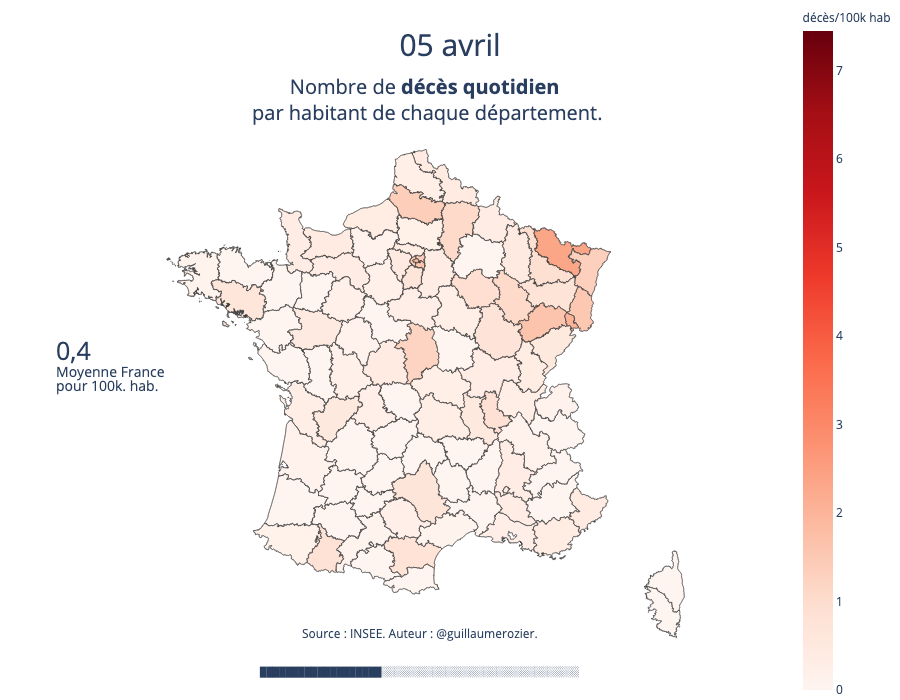 décès/100k hab
05 avril
Nombre de décès quotidien
par habitant de chaque département.
7
6
5
4
3
2
1
0
0,4
Moyenne France
pour 100k. hab.
Source : INSEE. Auteur : @guillaumerozier.